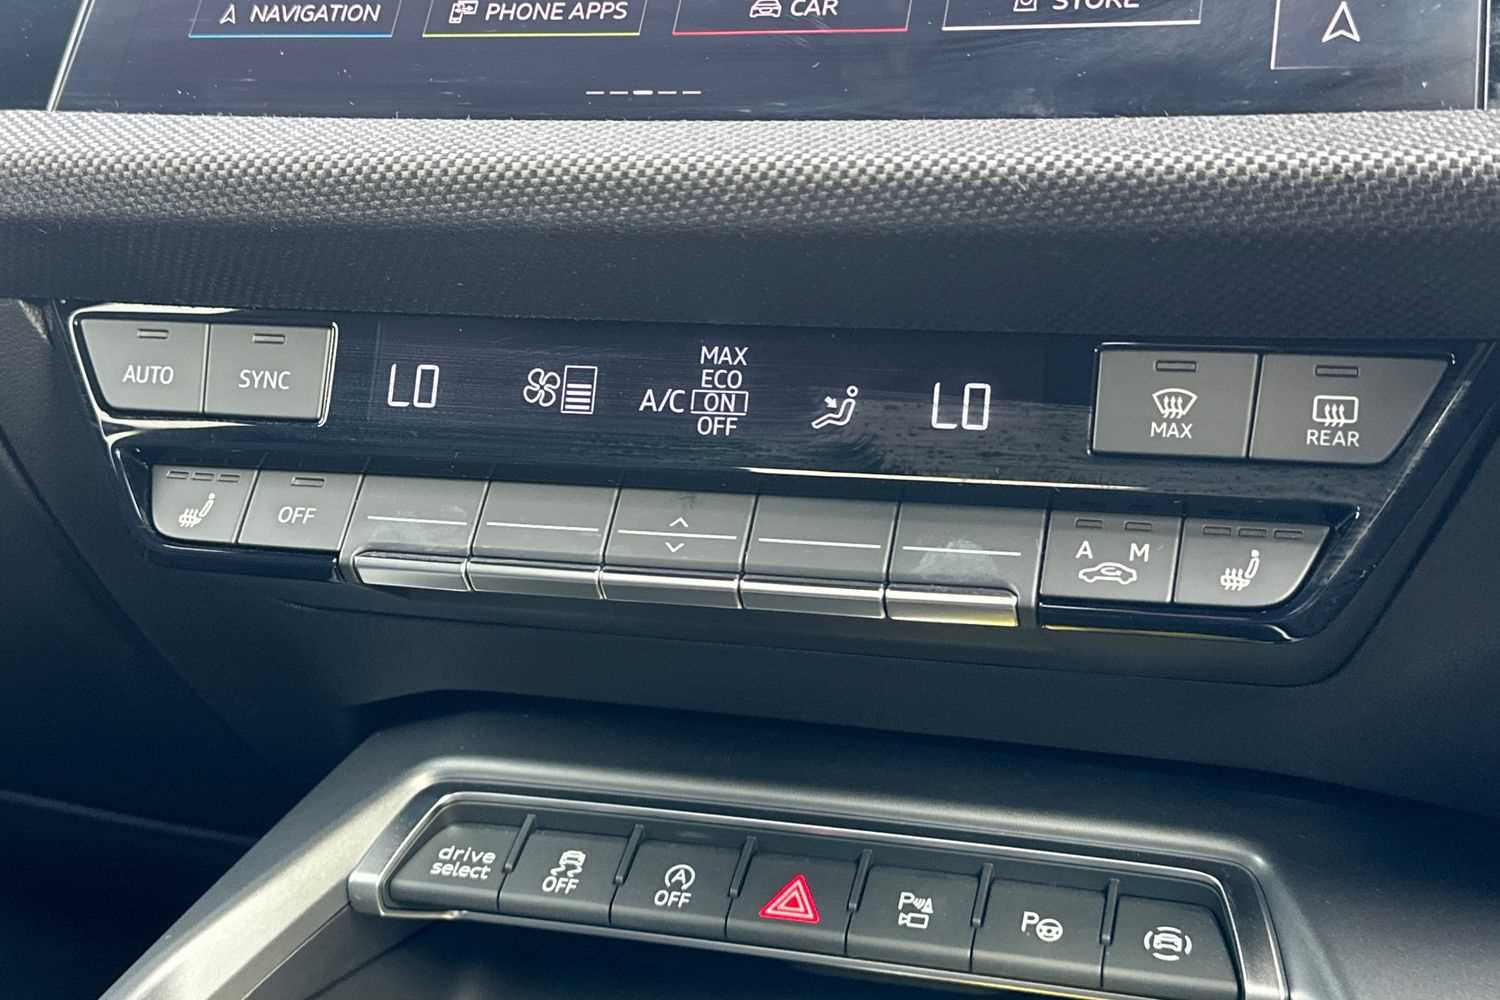 NAVIGATION
PHONE APPS
CAR
STORE
AUTO
SYNC
LO
A/C
MAX
ECO
ON
OFF
LO
MAX
REAR
OFF
A M
drive
select
OFF
A
OFF
P
P